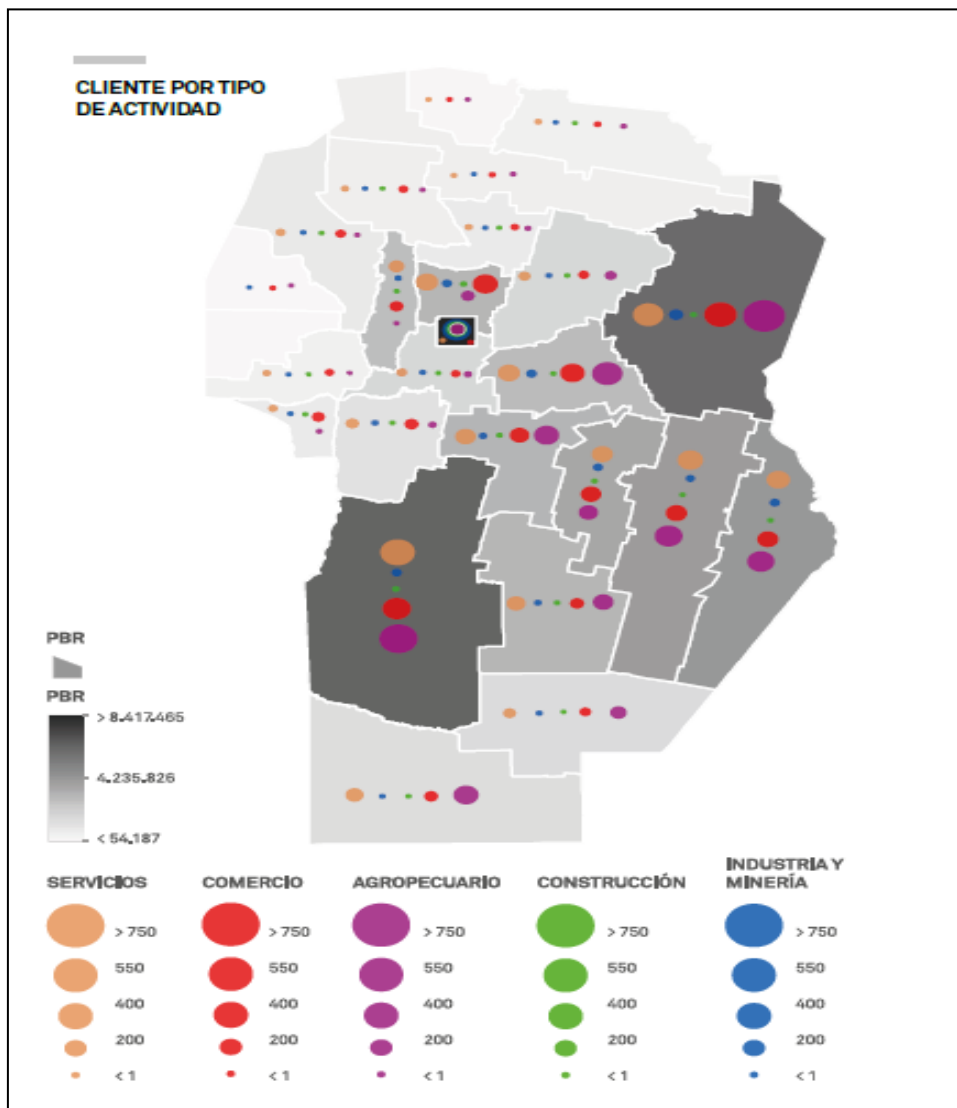 CLIENTE POR TIPO
DE ACTIVIDAD
PBR
PBR
> 8.417.465
4.235.826
< 54.187
SERVICIOS
> 750
550
400
200
< 1
COMERCIO
> 750
550
400
200
< 1
AGROPECUARIO
> 750
550
400
200
< 1
CONSTRUCCIÓN
> 750
550
400
200
< 1
INDUSTRIA Y
MINERÍA
> 750
550
400
200
< 1